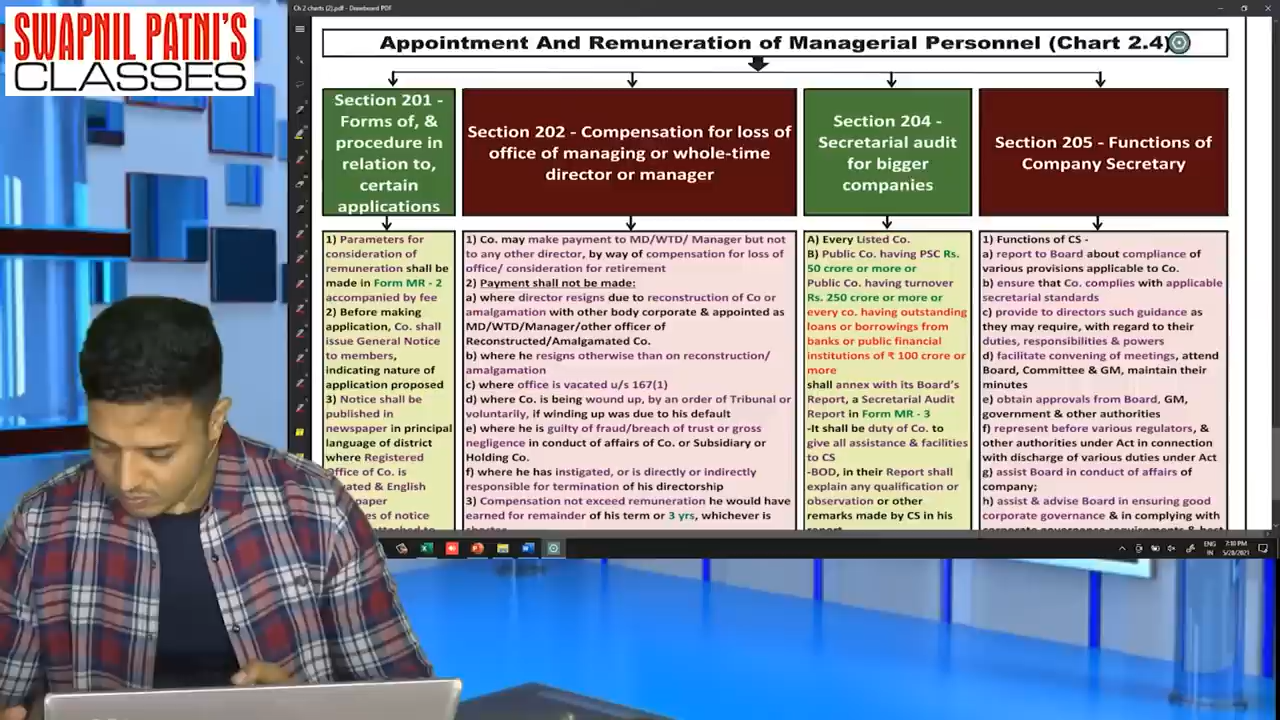 SWAPNIL PATNI'S
CLASSES
Ch 2 charts (2).pdf - Drawboard PDF
Appointment And Remuneration of Managerial Personnel (Chart 2.4)
Section 201 -
Forms of, &
procedure in
relation to,
certain
applications
1) Parameters for
consideration of
remuneration shall be
made in Form MR - 2
accompanied by fee
2) Before making
application, Co. shall
issue General Notice
to members,
indicating nature of
application proposed
3) Notice shall be
published in
newspaper in principal
language of district
where Registered
Office of Co. is
& English
of notice
Section 202 - Compensation for loss of
office of managing or whole-time
director or manager
1) Co. may make payment to MD/WTD/ Manager but not
to any other director, by way of compensation for loss of
office/ consideration for retirement
2) Payment shall not be made:
a) where director resigns due to reconstruction of Co or
amalgamation with other body corporate & appointed as
MD/WTD/Manager/other officer of
Reconstructed/Amalgamated Co.
b) where he resigns otherwise than on reconstruction/
amalgamation
c) where office is vacated u/s 167(1)
d) where Co. is being wound up, by an order of Tribunal or
voluntarily, if winding up was due to his default
e) where he is guilty of fraud/breach of trust or gross
negligence in conduct of affairs of Co. or Subsidiary or
Holding Co.
f) where he has instigated, or is directly or indirectly
responsible for termination of his directorship
3) Compensation not exceed remuneration he would have
earned for remainder of his term or 3 yrs, whichever is
Section 204 -
Secretarial audit
for bigger
companies
A) Every Listed Co.
B) Public Co. having PSC Rs.
50 crore or more or
Public Co. having turnover
Rs. 250 crore or more or
every co. having outstanding
loans or borrowings from
banks or public financial
institutions of ₹ 100 crore or
more
shall annex with its Board's
Report, a Secretarial Audit
Report in Form MR - 3
-It shall be duty of Co. to
give all assistance & facilities
to CS
-BOD, in their Report shall
explain any qualification or
observation or other
remarks made by CS in his
Section 205 - Functions of
Company Secretary
1) Functions of CS -
a) report to Board about compliance of
various provisions applicable to Co.
b) ensure that Co. complies with applicable
secretarial standards
c) provide to directors such guidance as
they may require, with regard to their
duties, responsibilities & powers
d) facilitate convening of meetings, attend
Board, Committee & GM, maintain their
minutes
e) obtain approvals from Board, GM,
government & other authorities
f) represent before various regulators, &
other authorities under Act in connection
with discharge of various duties under Act
g) assist Board in conduct of affairs of
company;
h) assist & advise Board in ensuring good
corporate governance & in complying with
ENG
IN
7:10 PM
5/28/2021